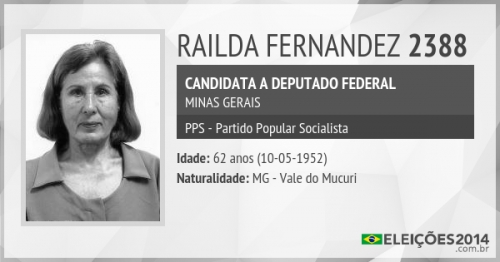 RAILDA FERNANDEZ 2388
CANDIDATA A DEPUTADO FEDERAL
MINAS GERAIS
PPS - Partido Popular Socialista
Idade: 62 anos (10-05-1952)
Naturalidade: MG - Vale do Mucuri
ELEIÇÕES2014
.com.br